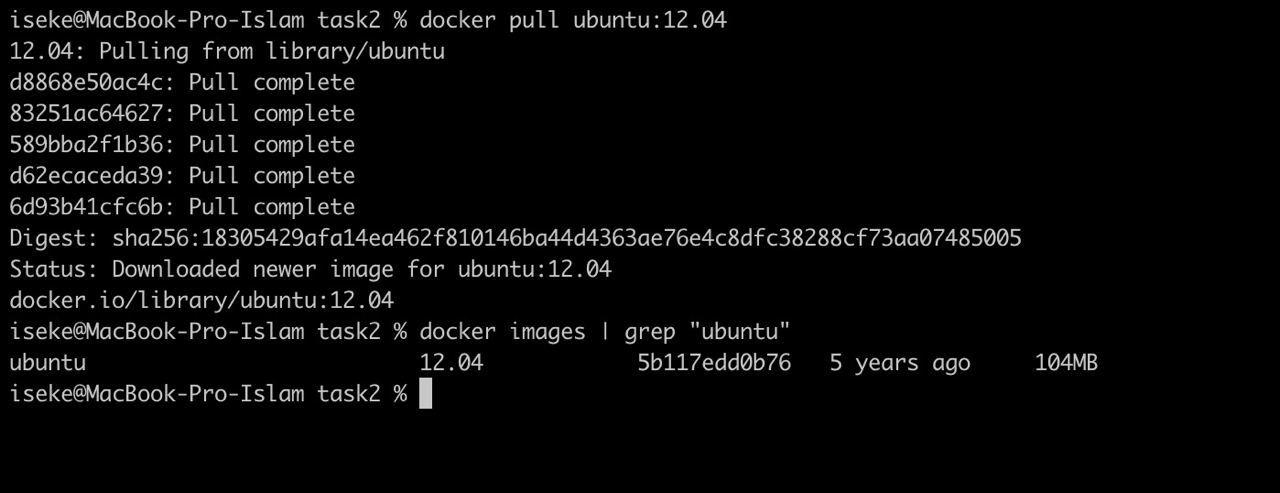 iseke@MacBook-Pro-Islam task2 % docker pull ubuntu:12.04
12.04: Pulling from library/ubuntu
d8868e50ac4c: Pull complete
83251ac64627: Pull complete
589bba2f1b36: Pull complete
d62ecaceda39: Pull complete
6d93b41cfc6b: Pull complete
Digest: sha256:18305429afa14ea462f810146ba44d4363ae76e4c8dfc38288cf73aa07485005
Status: Downloaded newer image for ubuntu:12.04
docker.io/library/ubuntu:12.04
iseke@MacBook-Pro-Islam task2 % docker images | grep "ubuntu"
ubuntu 12.04 5b117edd0b76 5 years ago 104MB
iseke@MacBook-Pro-Islam task2 %